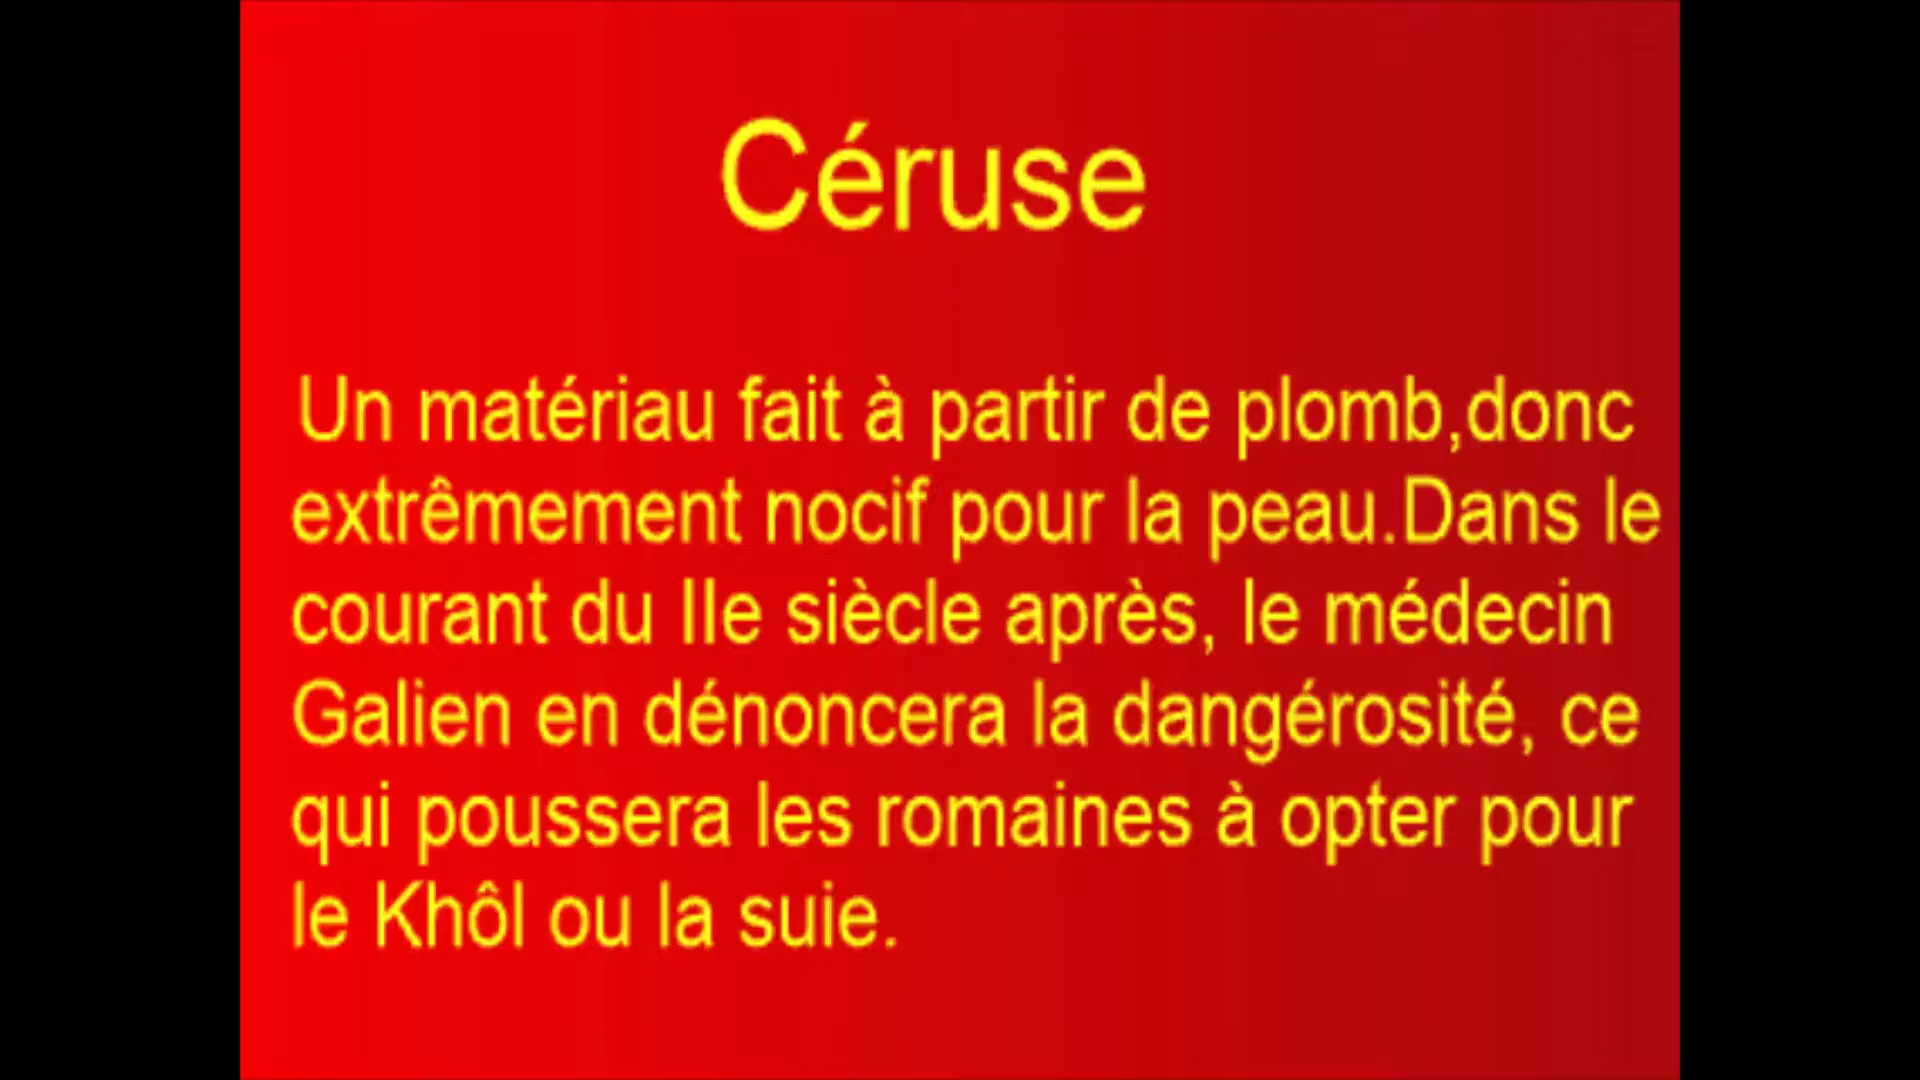 Céruse
Un matériau fait à partir de plomb,donc
extrêmement nocif pour la peau.Dans le
courant du IIe siècle après, le médecin
Galien en dénoncera la dangérosité, ce
qui poussera les romaines à opter pour
le Khôl ou la suie.